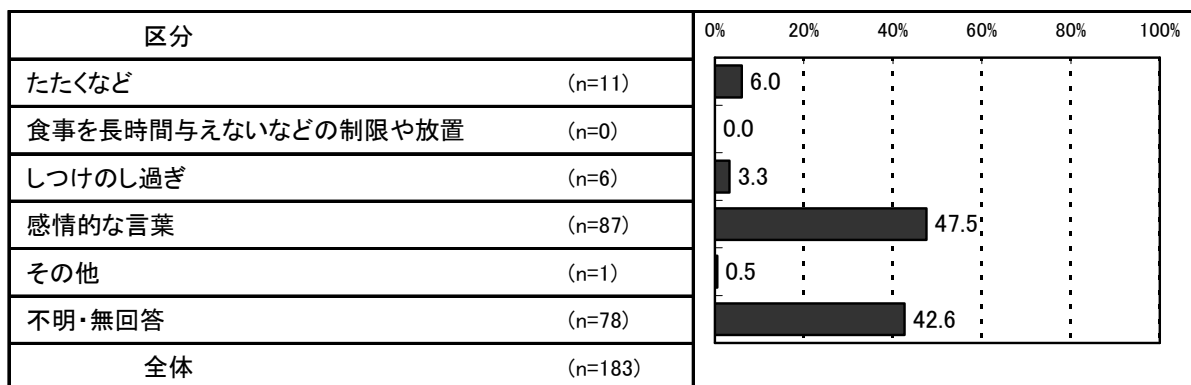 区分
0% 20% 40% 60% 80% 100%
たたくなど (n=11) 6.0
食事を長時間与えないなどの制限や放置 (n=0) 0.0
しつけのし過ぎ (n=6) 3.3
感情的な言葉 (n=87) 47.5
その他 (n=1) 0.5
不明・無回答 (n=78) 42.6
全体 (n=183)